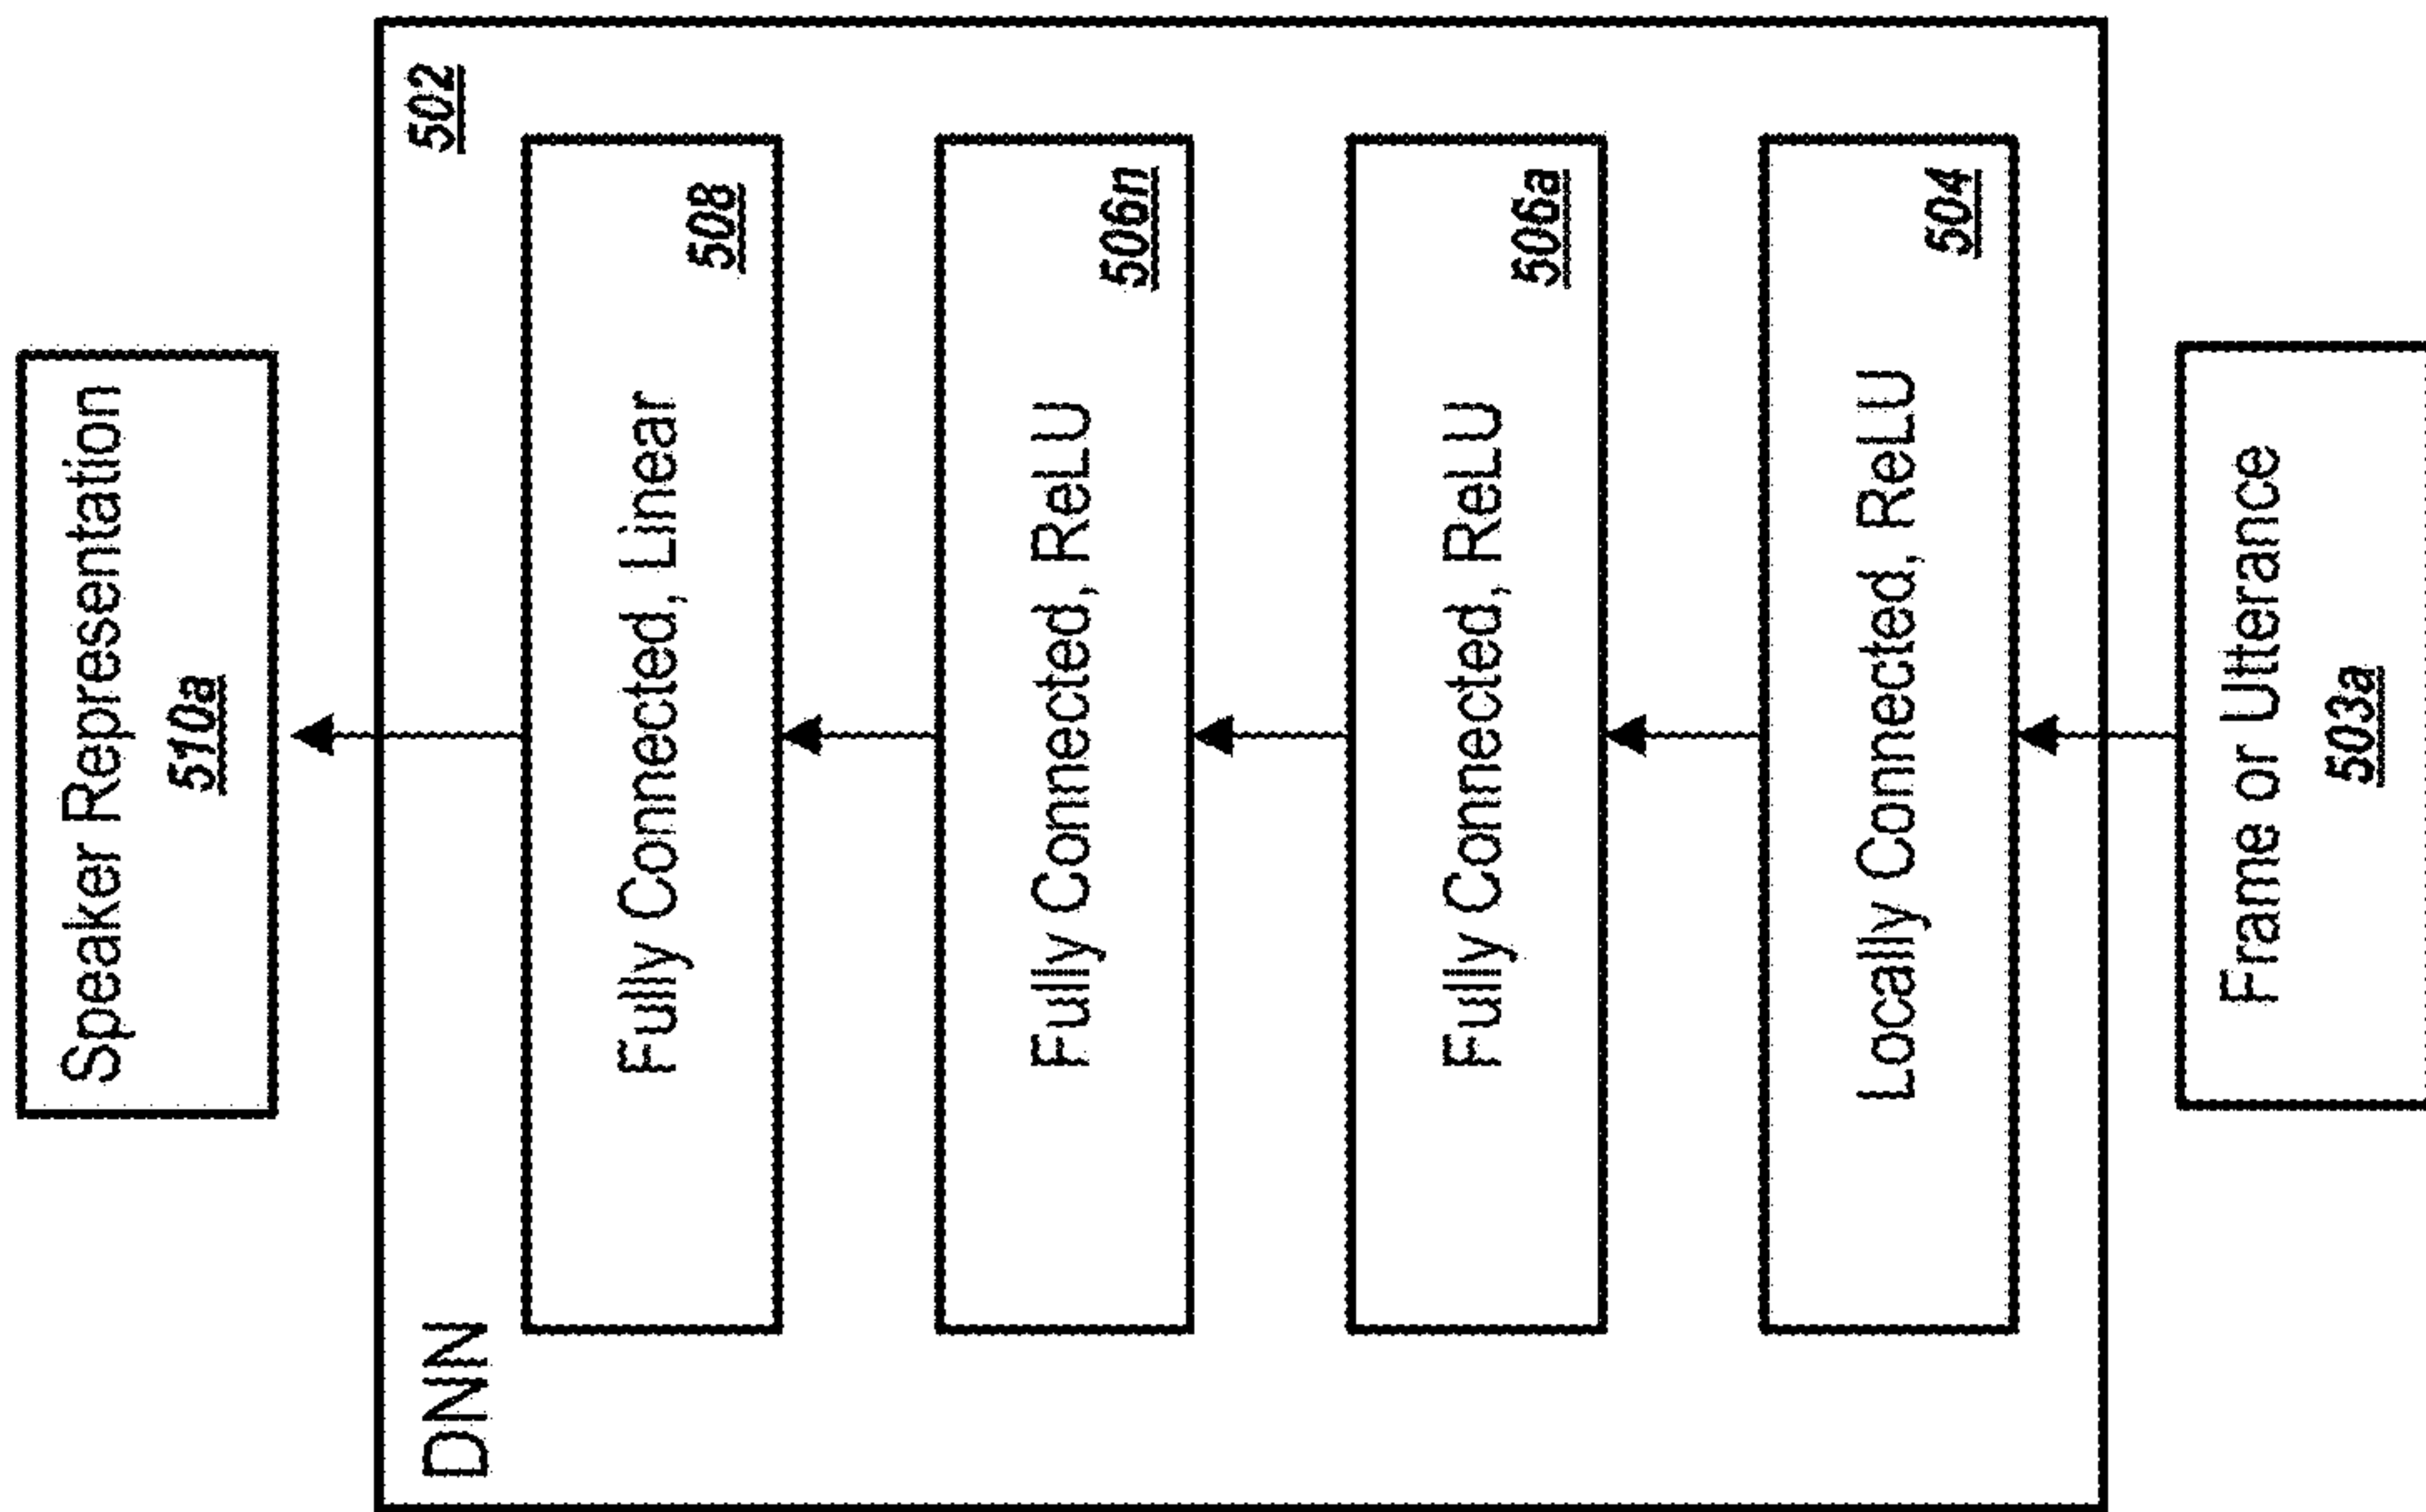 Speaker Representation
510a
DNN
502
Fully Connected, Linear
508
Fully Connected, ReLU
506n
Fully Connected, ReLU
506a
Locally Connected, ReLU
504
Frame or Utterance
503a